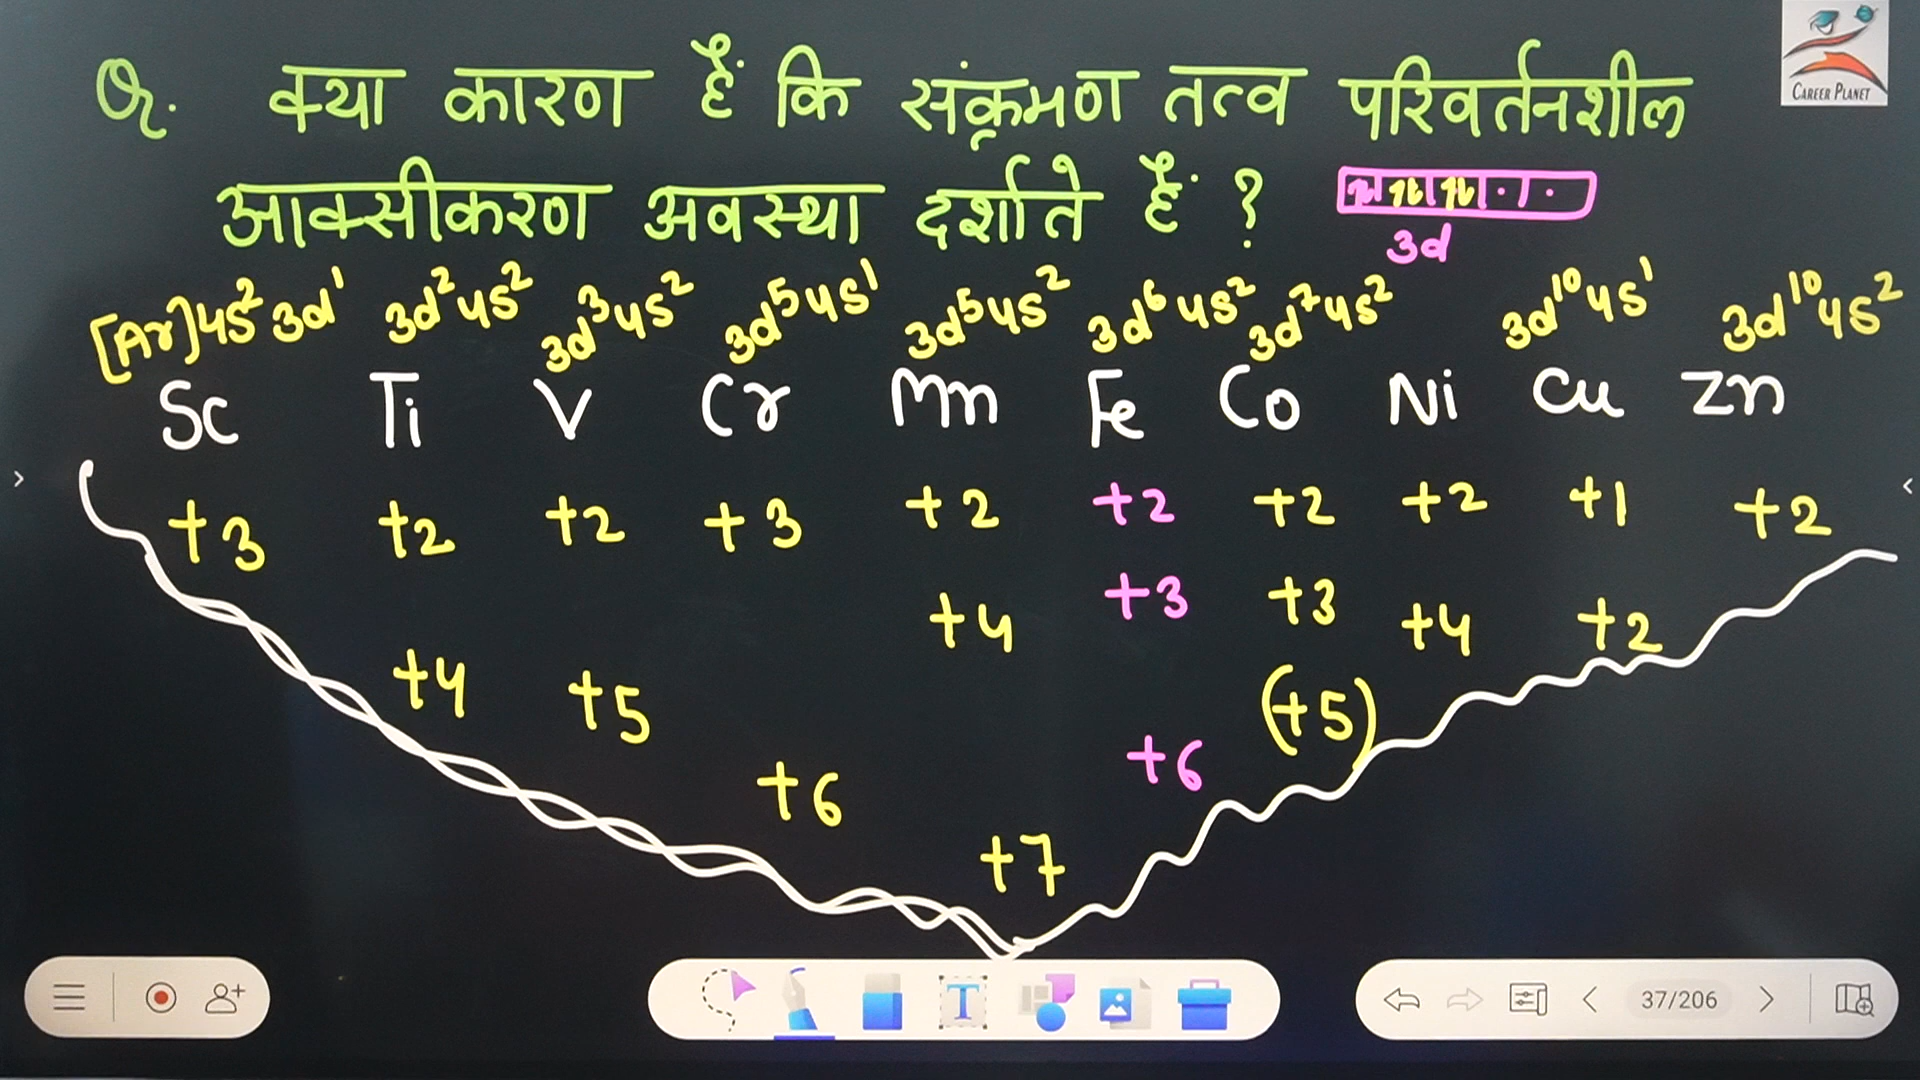 Q. क्या कारण हैं कि संक्रमण तत्व परिवर्तनशील
आक्सीकरण अवस्था दर्शाते हैं ?
3d
[Ar]4s² 3d¹ 3d²4s² 3d³4s² 3d⁵4s¹ 3d⁵4s² 3d⁶4s² 3d⁷4s² 3d¹⁰4s¹ 3d¹⁰4s²
Sc Ti V Cr Mn Fe Co Ni Cu Zn
+3 +2 +2 +3 +2 +2 +2 +2 +1 +2
+4 +3 +3 +4 +2
+4 +5 (+5)
+6 +6
+7
CAREER PLANET
T
37/206